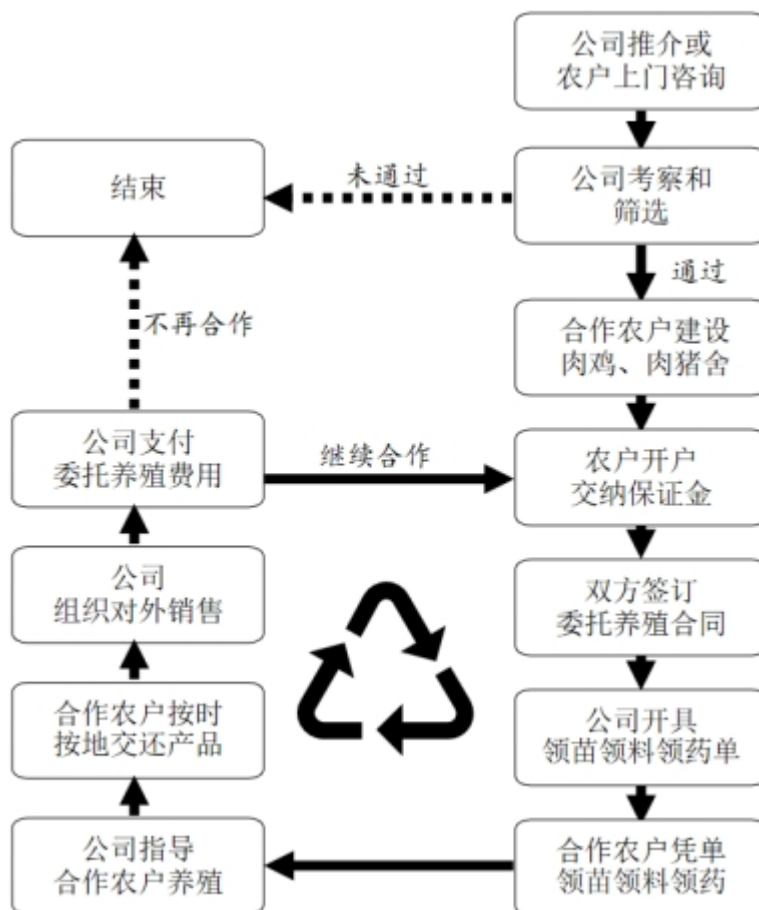 公司推介或
农户上门咨询
结束
未通过
公司考察和
筛选
通过
不再合作
合作农户建设
肉鸡、肉猪舍
公司支付
委托养殖费用
继续合作
农户开户
交纳保证金
公司
组织对外销售
双方签订
委托养殖合同
合作农户按时
按地交还产品
公司开具
领苗领料领药单
公司指导
合作农户养殖
合作农户凭单
领苗领料领药